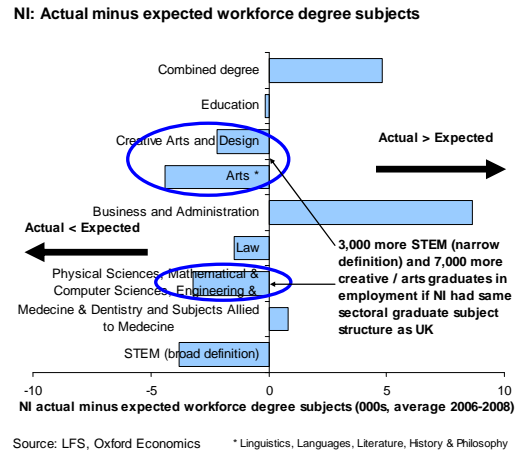 NI: Actual minus expected workforce degree subjects
Combined degree
Education
Creative Arts and Design
Actual > Expected
Arts *
Business and Administration
Actual < Expected
Law
3,000 more STEM (narrow
definition) and 7,000 more
creative / arts graduates in
employment if NI had same
sectoral graduate subject
structure as UK
Physical Sciences, Mathematical &
Computer Sciences, Engineering &
Medecine & Dentistry and Subjects Allied
to Medecine
STEM (broad definition)
-10 -5 0 5 10
NI actual minus expected workforce degree subjects (000s, average 2006-2008)
Source: LFS, Oxford Economics * Linguistics, Languages, Literature, History & Philosophy